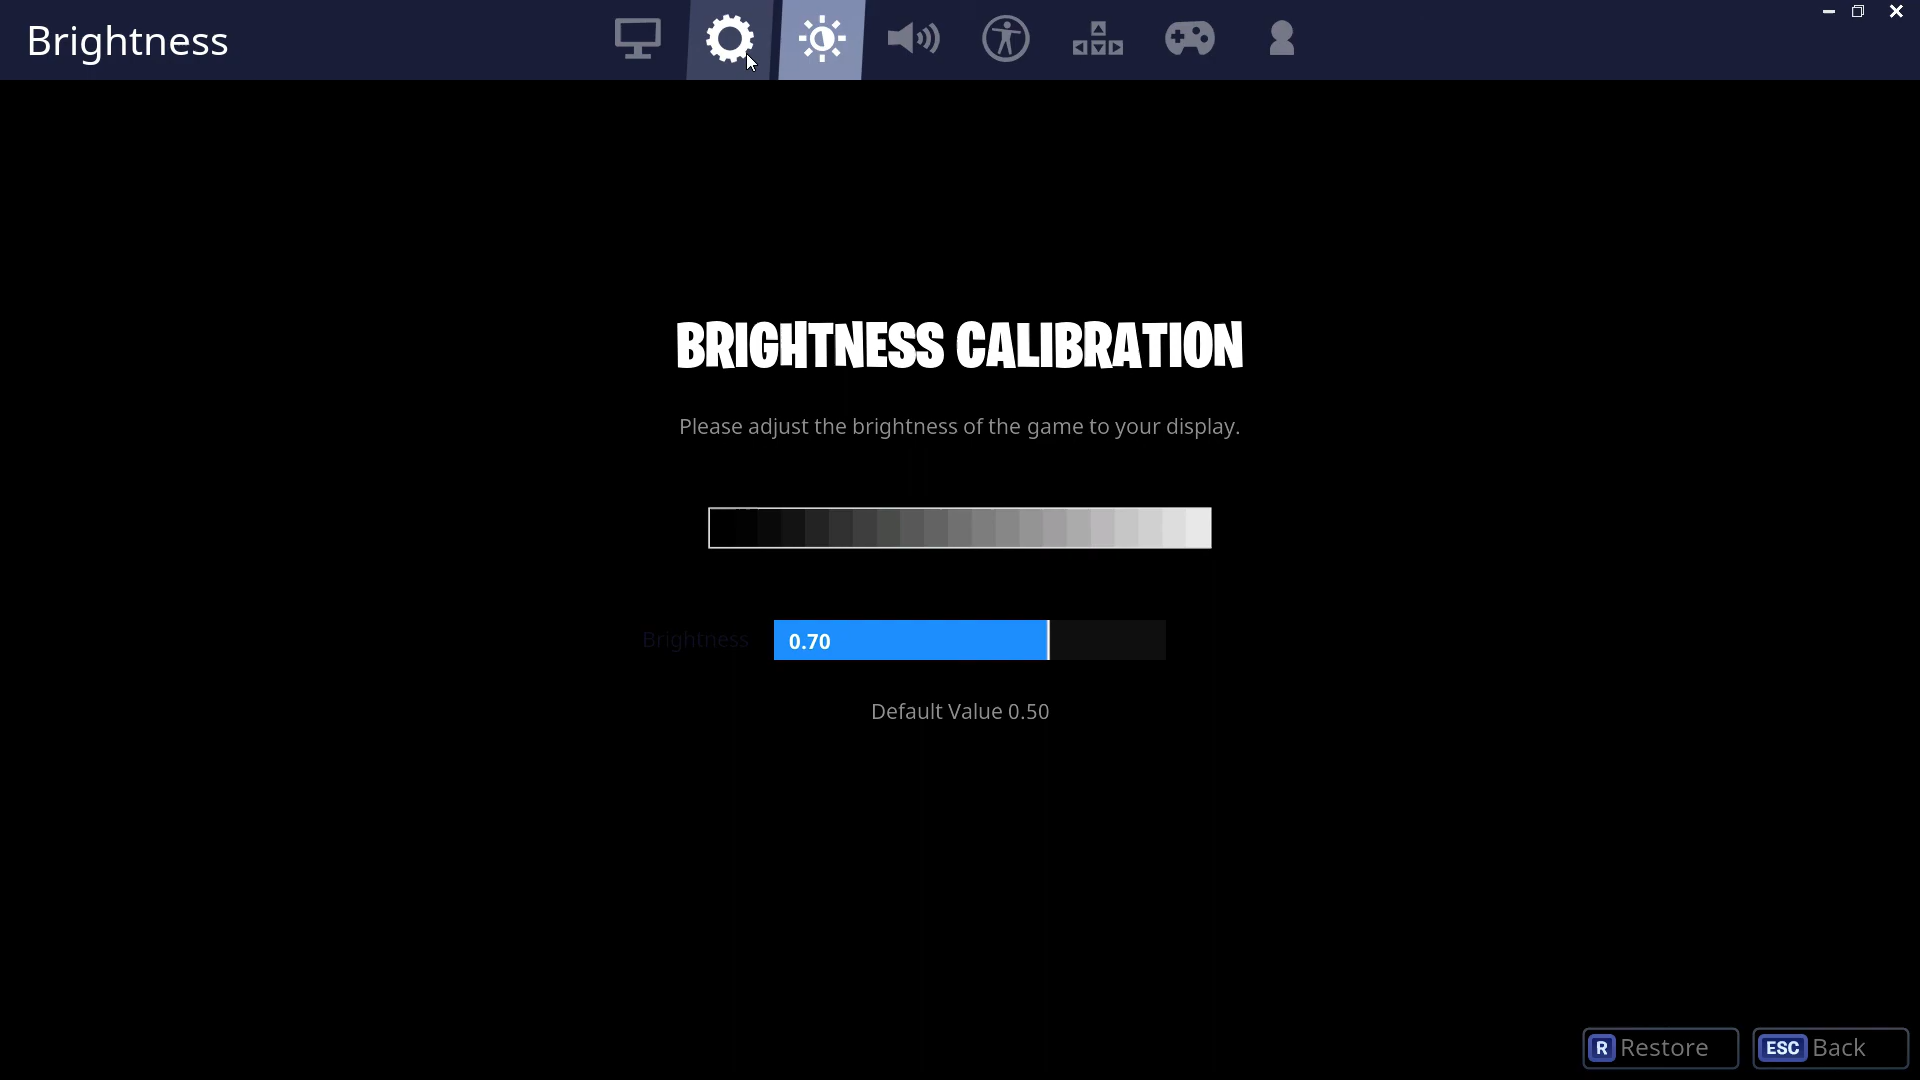 Brightness
BRIGHTNESS CALIBRATION
Please adjust the brightness of the game to your display.
Brightness
0.70
Default Value 0.50
R Restore
ESC Back